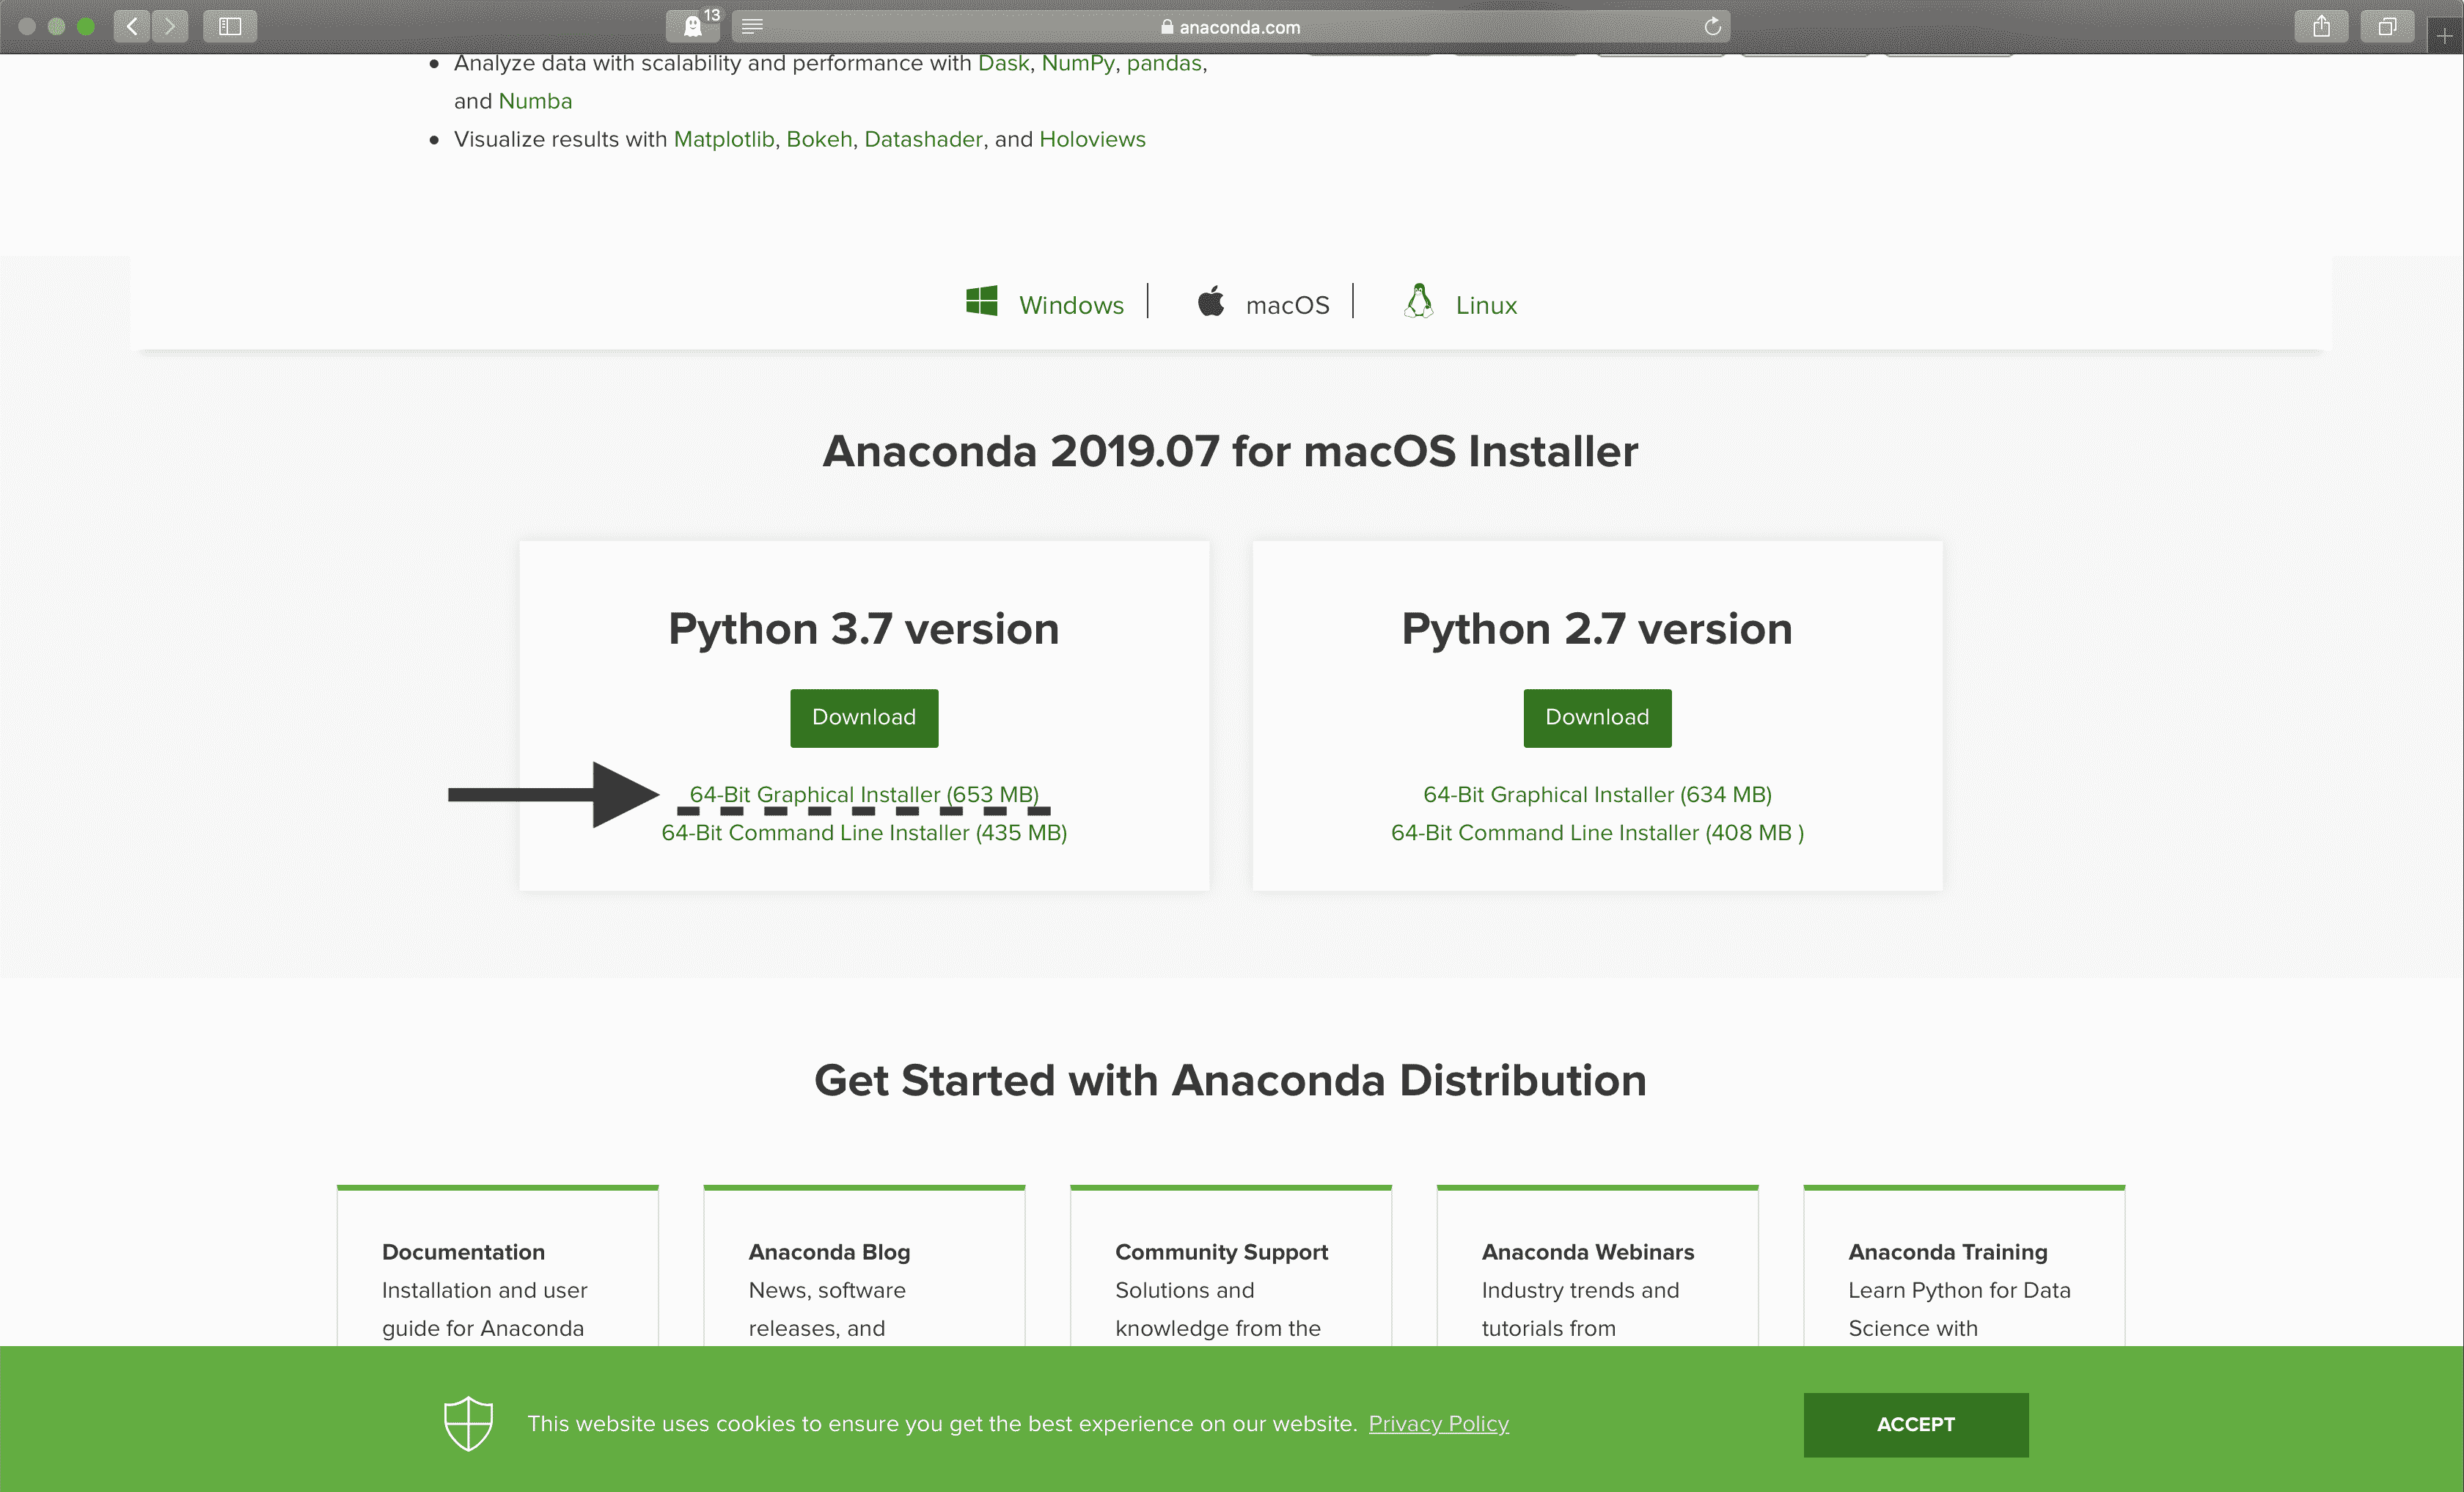 13
anaconda.com
Analyze data with scalability and performance with Dask, NumPy, pandas,
and Numba
Visualize results with Matplotlib, Bokeh, Datashader, and Holoviews
Windows
macOS
Linux
Anaconda 2019.07 for macOS Installer
Python 3.7 version
Download
64-Bit Graphical Installer (653 MB)
64-Bit Command Line Installer (435 MB)
Python 2.7 version
Download
64-Bit Graphical Installer (634 MB)
64-Bit Command Line Installer (408 MB )
Get Started with Anaconda Distribution
Documentation
Installation and user
guide for Anaconda
Anaconda Blog
News, software
releases, and
Community Support
Solutions and
knowledge from the
Anaconda Webinars
Industry trends and
tutorials from
Anaconda Training
Learn Python for Data
Science with
This website uses cookies to ensure you get the best experience on our website. Privacy Policy
ACCEPT